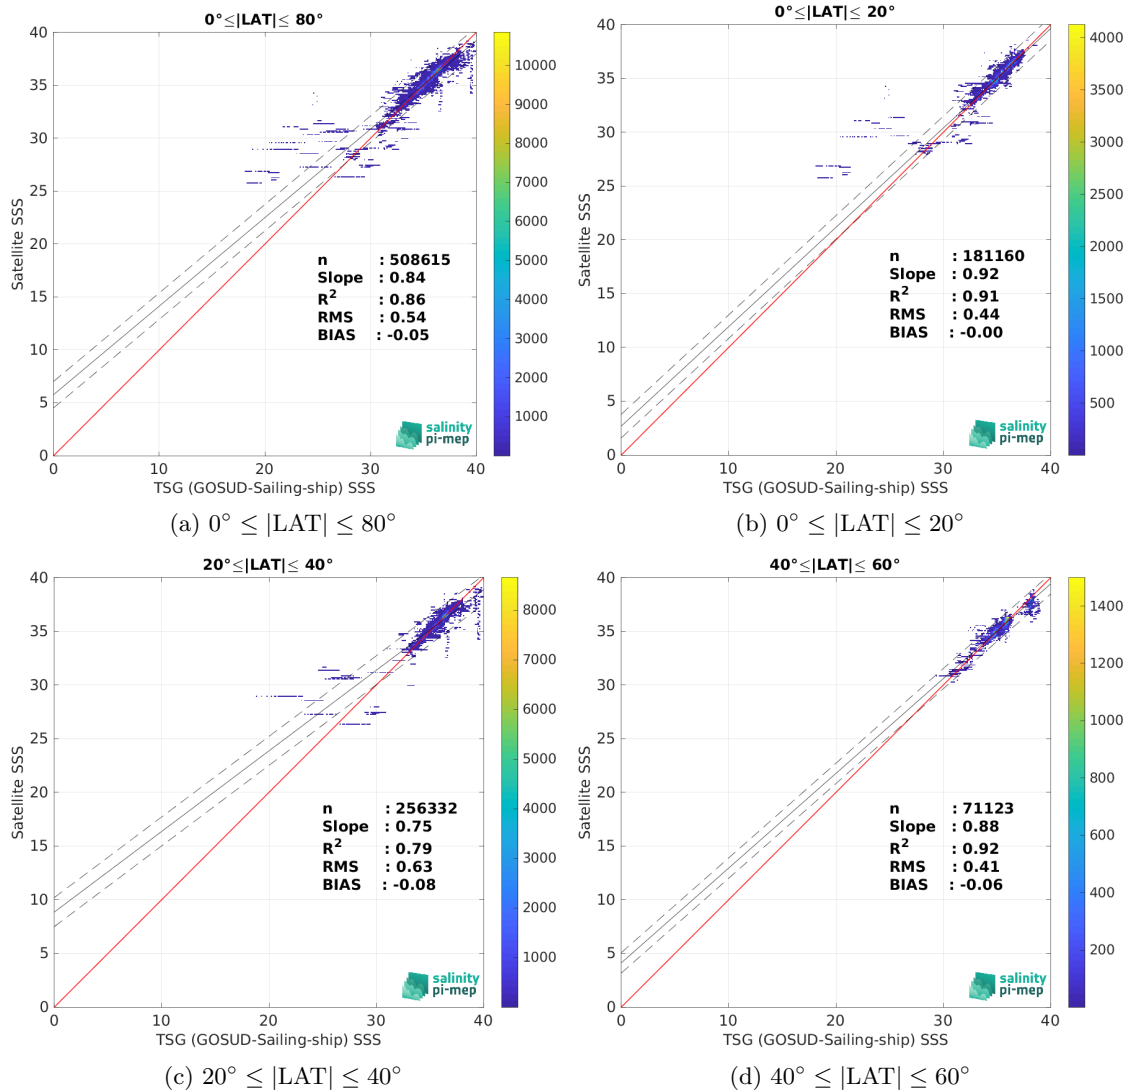 0°≤|LAT|≤ 80°
40
35
30
25
20
15
10
5
0
Satellite SSS
n : 508615
Slope : 0.84
R² : 0.86
RMS : 0.54
BIAS : -0.05
salinity
pi-mep
0 10 20 30 40
TSG (GOSUD-Sailing-ship) SSS
10000
9000
8000
7000
6000
5000
4000
3000
2000
1000
(a) 0° ≤ |LAT| ≤ 80°
0°≤|LAT|≤ 20°
40
35
30
25
20
15
10
5
0
Satellite SSS
n : 181160
Slope : 0.92
R² : 0.91
RMS : 0.44
BIAS : -0.00
salinity
pi-mep
0 10 20 30 40
TSG (GOSUD-Sailing-ship) SSS
4000
3500
3000
2500
2000
1500
1000
500
(b) 0° ≤ |LAT| ≤ 20°
20°≤|LAT|≤ 40°
40
35
30
25
20
15
10
5
0
Satellite SSS
n : 256332
Slope : 0.75
R² : 0.79
RMS : 0.63
BIAS : -0.08
salinity
pi-mep
0 10 20 30 40
TSG (GOSUD-Sailing-ship) SSS
8000
7000
6000
5000
4000
3000
2000
1000
(c) 20° ≤ |LAT| ≤ 40°
40°≤|LAT|≤ 60°
40
35
30
25
20
15
10
5
0
Satellite SSS
n : 71123
Slope : 0.88
R² : 0.92
RMS : 0.41
BIAS : -0.06
salinity
pi-mep
0 10 20 30 40
TSG (GOSUD-Sailing-ship) SSS
1400
1200
1000
800
600
400
200
(d) 40° ≤ |LAT| ≤ 60°